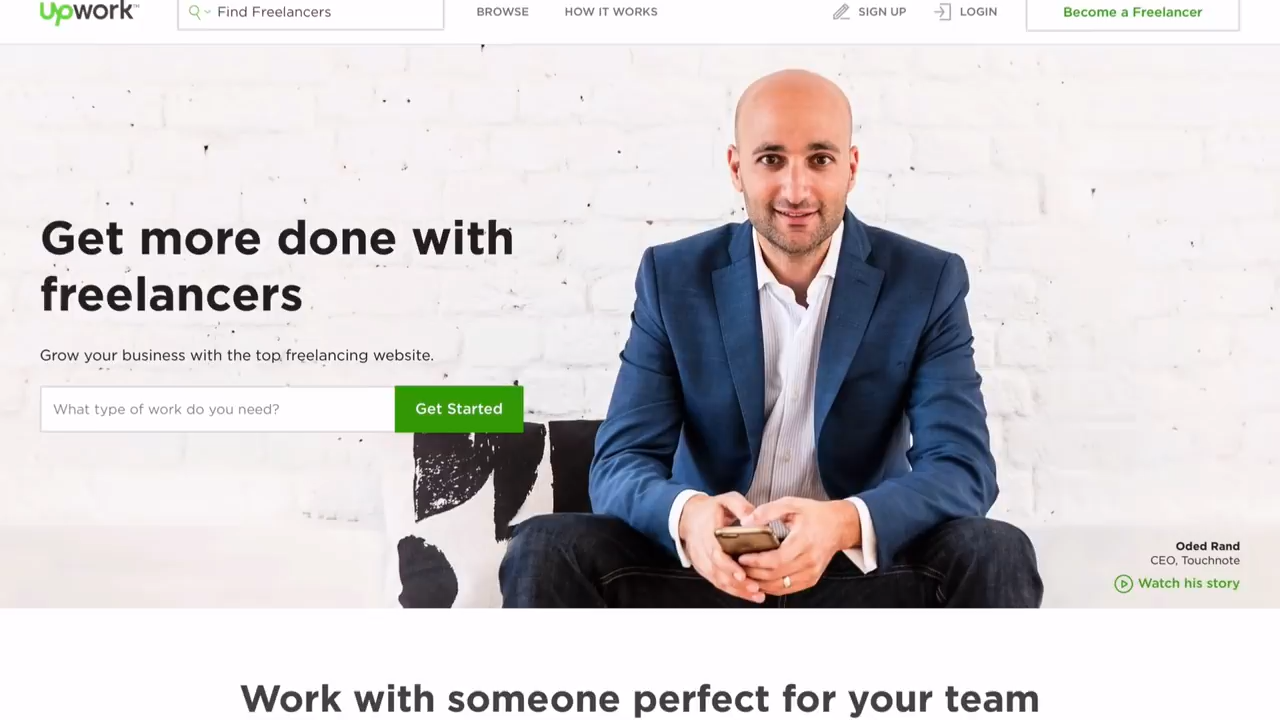 Upwork™
Find Freelancers
BROWSE
HOW IT WORKS
SIGN UP
LOGIN
Become a Freelancer
Get more done with
freelancers
Grow your business with the top freelancing website.
What type of work do you need?
Get Started
Oded Rand
CEO, Touchnote
Watch his story
Work with someone perfect for your team